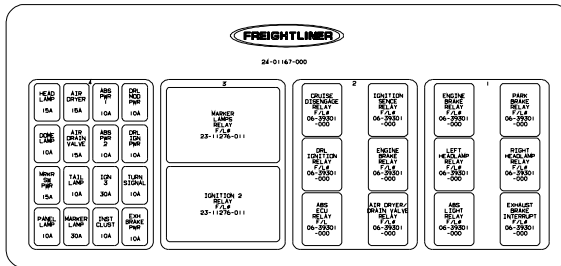 FREIGHTLINER
24-01167-000
4
HEAD
LAMP
15A
AIR
DRYER
15A
ABS
PWR
1
10A
DRL
MOD
PWR
10A
DOME
LAMP
10A
AIR
DRAIN
VALVE
15A
ABS
PWR
2
10A
DRL
IGN
PWR
10A
MRKR
SW
PWR
15A
TAIL
LAMP
10A
IGN
3
30A
TURN
SIGNAL
10A
PANEL
LAMP
10A
MARKER
LAMP
30A
INST
CLUST
10A
EXH
BRAKE
PWR
10A
3
MARKER
LAMPS
RELAY
F/L#
23-11276-011
IGNITION 2
RELAY
F/L#
23-11276-011
2
CRUISE
DISENGAGE
RELAY
F/L#
06-39301
-000
IGNITION
SENCE
RELAY
F/L#
06-39301
-000
DRL
IGNITION
RELAY
F/L#
06-39301
-000
ENGINE
BRAKE
RELAY
F/L#
06-39301
-000
ABS
ECU
RELAY
F/L
06-39301
-000
AIR DRYER/
DRAIN VALVE
RELAY
F/L#
06-39301
-000
1
ENGINE
BRAKE
RELAY
F/L#
06-39301
-000
PARK
BRAKE
RELAY
F/L#
06-39301
-000
LEFT
HEADLAMP
RELAY
F/L#
06-39301
-000
RIGHT
HEADLAMP
RELAY
F/L#
06-39301
-000
ABS
LIGHT
RELAY
F/L#
06-39301
-000
EXHAUST
BRAKE
INTERRUPT
F/L#
06-39301
-000